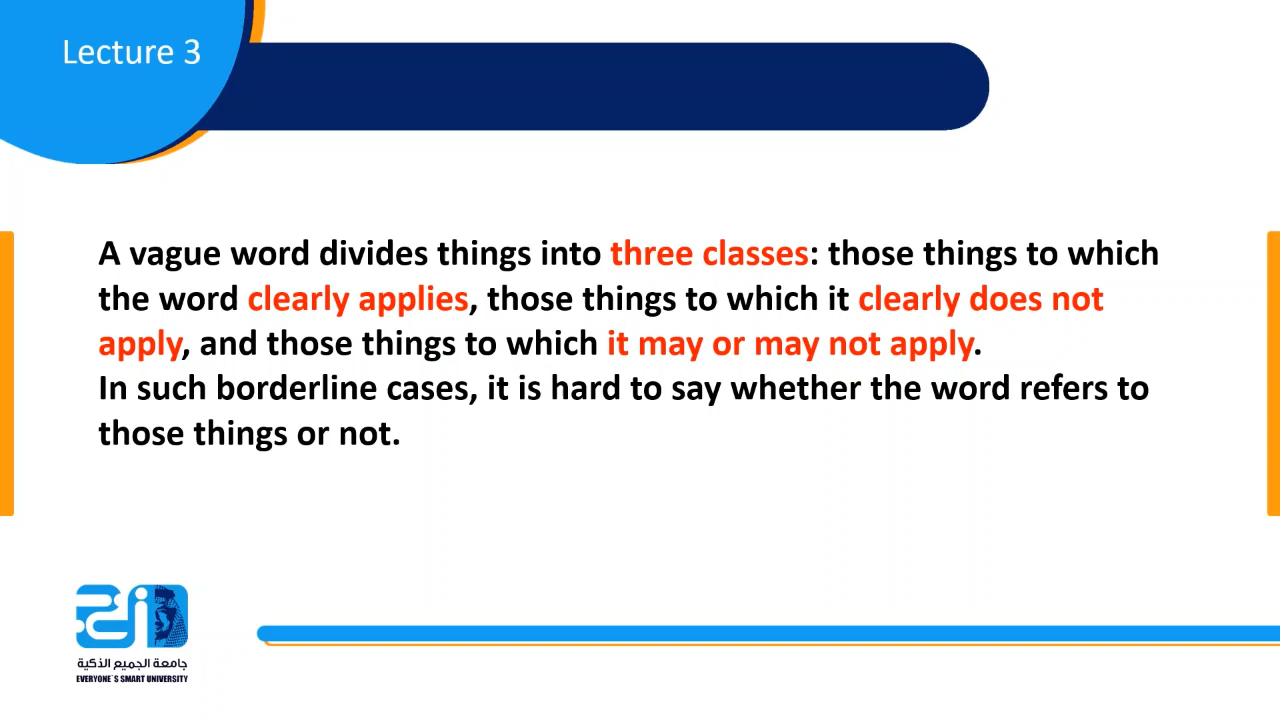 Lecture 3
A vague word divides things into three classes: those things to which
the word clearly applies, those things to which it clearly does not
apply, and those things to which it may or may not apply.
In such borderline cases, it is hard to say whether the word refers to
those things or not.
جامعة الجميع الذكية
EVERYONE`S SMART UNIVERSITY